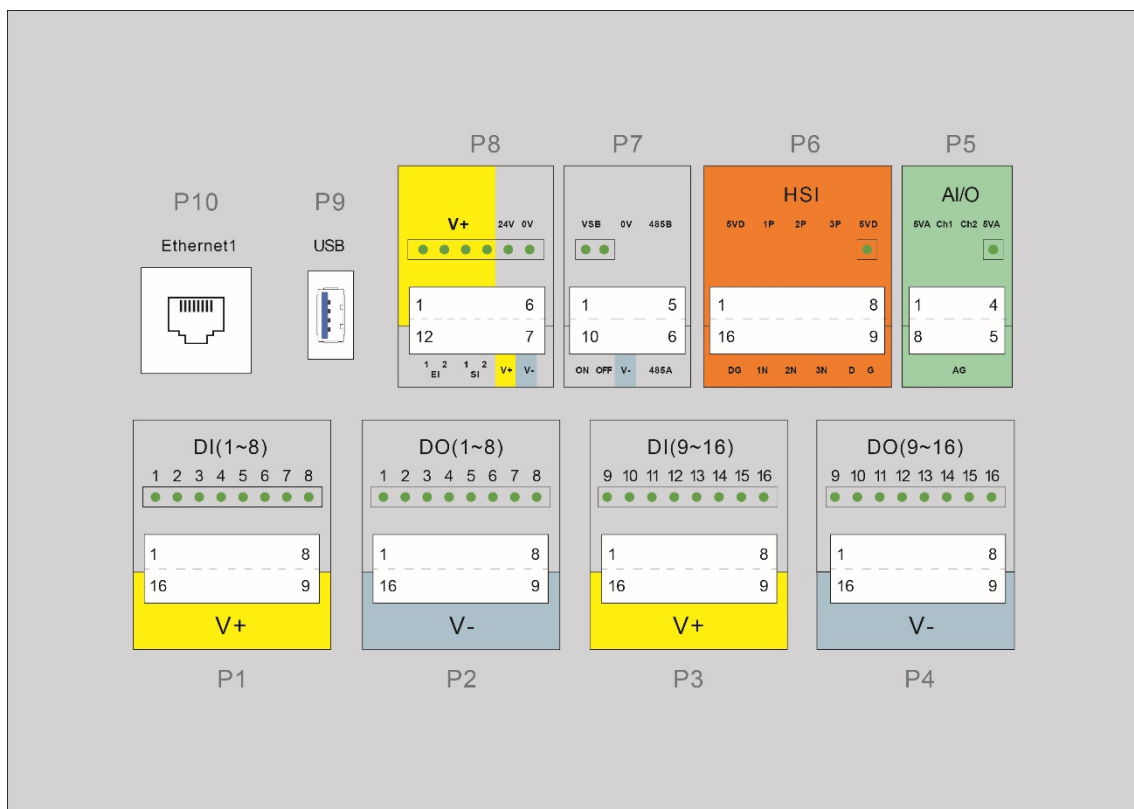 P8 P7 P6 P5
P10 P9
HSI AI/O
V+ 24V 0V VSB 0V 485B 5VD 1P 2P 3P 5VD 5VA Ch1 Ch2 5VA
Ethernet1 USB
1 6 1 5 1 8 1 4
12 7 10 6 16 9 8 5
1 2 1 2 V+ V- ON OFF V- 485A DG 1N 2N 3N D G AG
EI SI
DI(1~8) DO(1~8) DI(9~16) DO(9~16)
1 2 3 4 5 6 7 8 1 2 3 4 5 6 7 8 9 10 11 12 13 14 15 16 9 10 11 12 13 14 15 16
1 8 1 8 1 8 1 8
16 9 16 9 16 9 16 9
V+ V- V+ V-
P1 P2 P3 P4